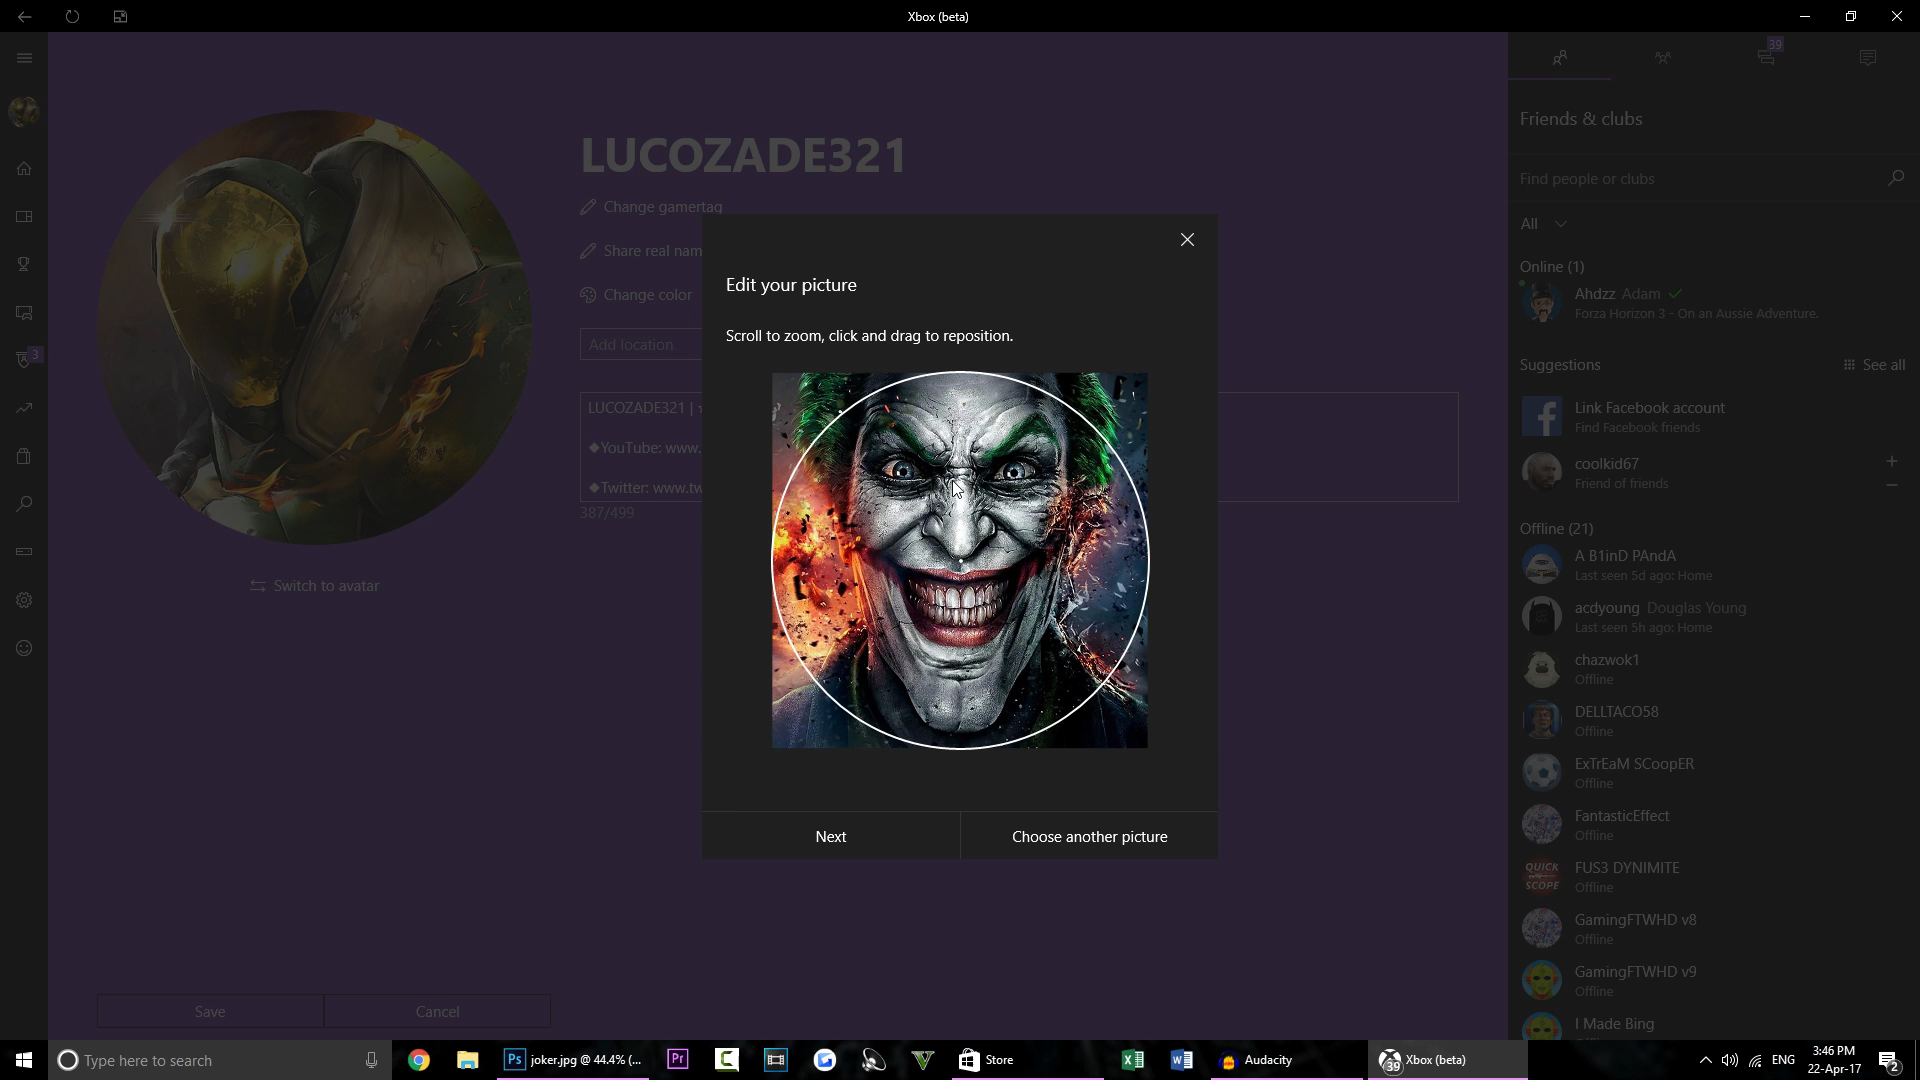 Xbox (beta)
LUCOZADE321
Change gamertag
Share real nam
Change color
Add location
LUCOZADE321 |
◆YouTube: www.
◆Twitter: www.tw
387/499
Switch to avatar
Save
Cancel
3
Edit your picture
Scroll to zoom, click and drag to reposition.
Next
Choose another picture
39
Friends & clubs
Find people or clubs
All
Online (1)
Ahdzz Adam
Forza Horizon 3 - On an Aussie Adventure.
Suggestions
See all
Link Facebook account
Find Facebook friends
coolkid67
Friend of friends
Offline (21)
A B1inD PAndA
Last seen 5d ago: Home
acdyoung Douglas Young
Last seen 5h ago: Home
chazwok1
Offline
DELLTACO58
Offline
ExTrEaM SCoopER
Offline
FantasticEffect
Offline
QUICK
SCOPE
FUS3 DYNIMITE
Offline
GamingFTWHD v8
Offline
GamingFTWHD v9
Offline
I Made Bing
Type here to search
Ps
joker.jpg @ 44.4% (...
Pr
Store
Audacity
39
Xbox (beta)
ENG
3:46 PM
22-Apr-17
2